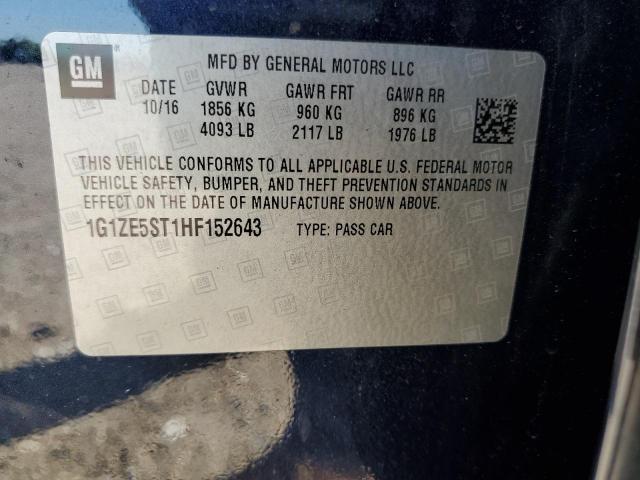 GM
MFD BY GENERAL MOTORS LLC
DATE GVWR GAWR FRT GAWR RR
10/16 1856 KG 960 KG 896 KG
4093 LB 2117 LB 1976 LB
THIS VEHICLE CONFORMS TO ALL APPLICABLE U.S. FEDERAL MOTOR
VEHICLE SAFETY, BUMPER, AND THEFT PREVENTION STANDARDS IN
EFFECT ON THE DATE OF MANUFACTURE SHOWN ABOVE.
1G1ZE5ST1HF152643 TYPE: PASS CAR